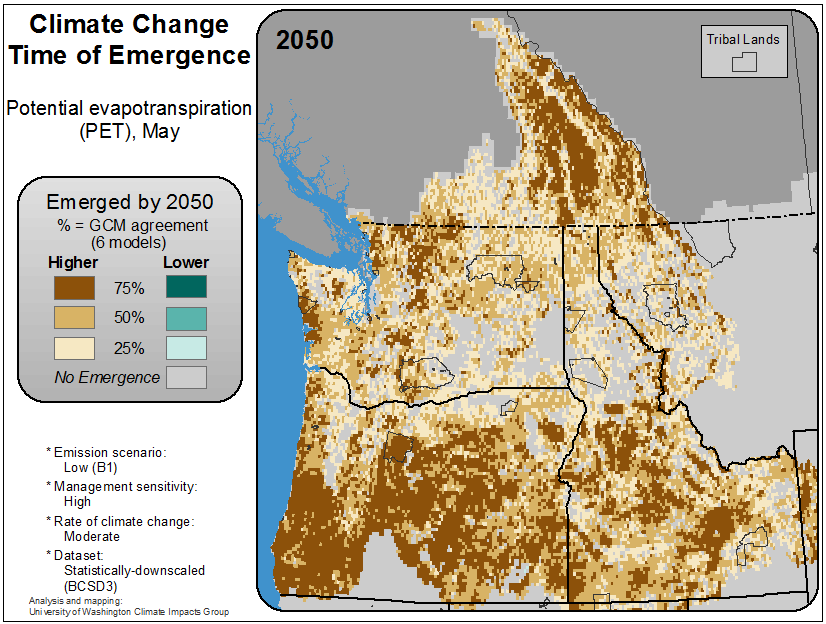 Climate Change
Time of Emergence
Potential evapotranspiration
(PET), May
Emerged by 2050
% = GCM agreement
(6 models)
Higher Lower
75%
50%
25%
No Emergence
* Emission scenario:
Low (B1)
* Management sensitivity:
High
* Rate of climate change:
Moderate
* Dataset:
Statistically-downscaled
(BCSD3)
Analysis and mapping:
University of Washington Climate Impacts Group
2050
Tribal Lands